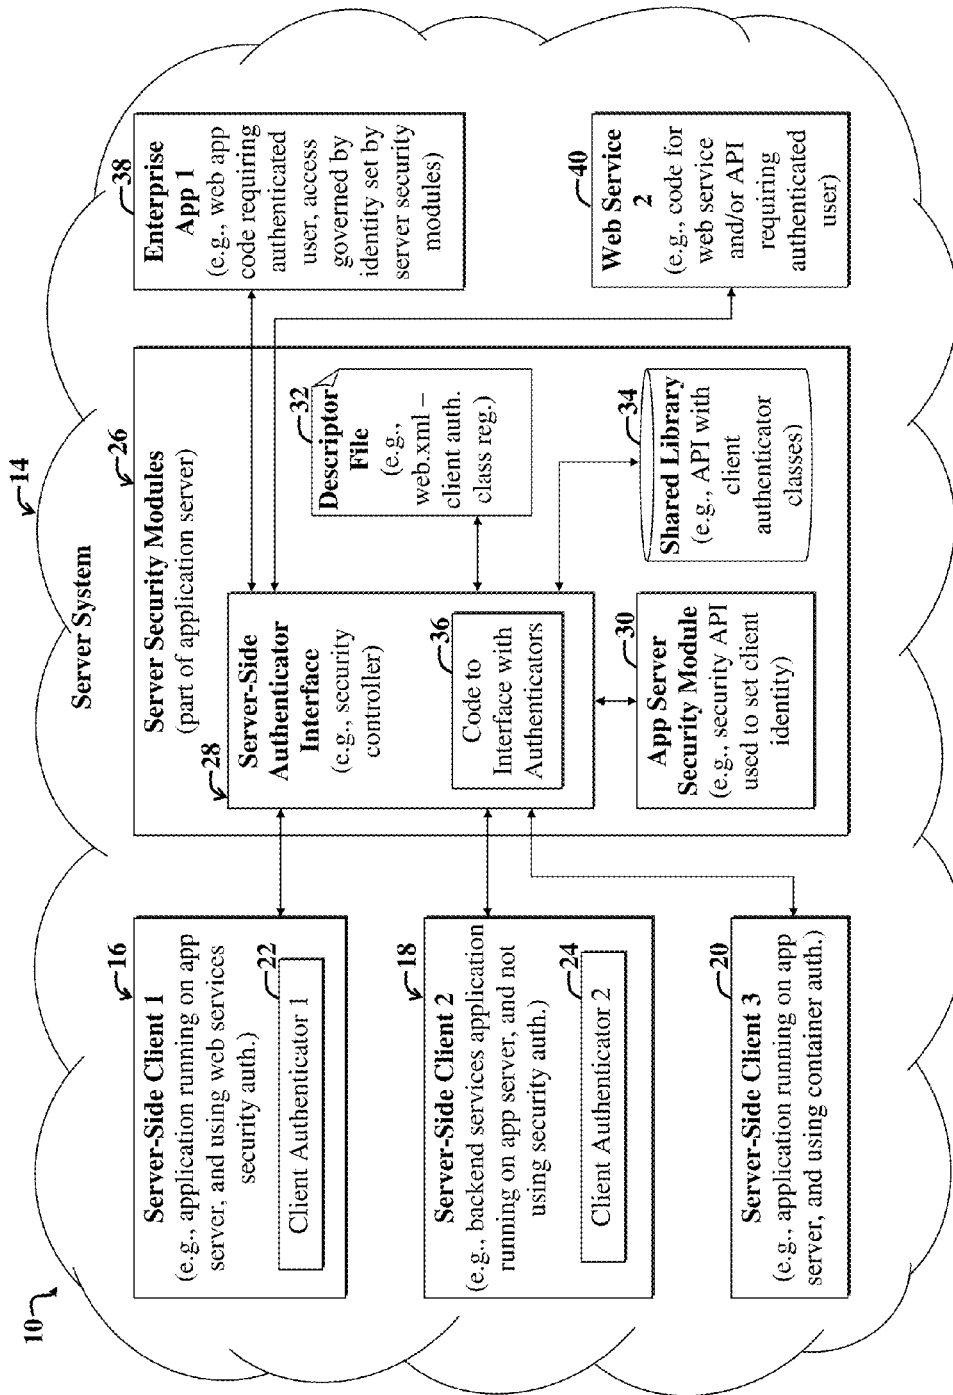 10
14
Server System
16
Server-Side Client 1
(e.g., application running on app
server, and using web services
security auth.)
22
Client Authenticator 1
18
Server-Side Client 2
(e.g., backend services application
running on app server, and not
using security auth.)
24
Client Authenticator 2
20
Server-Side Client 3
(e.g., application running on app
server, and using container auth.)
26
Server Security Modules
(part of application server)
28
Server-Side
Authenticator
Interface
(e.g., security
controller)
36
Code to
Interface with
Authenticators
32
Descriptor
File
(e.g.,
web.xml –
client auth.
class reg.)
30
App Server
Security Module
(e.g., security API
used to set client
identity)
34
Shared Library
(e.g., API with
client
authenticator
classes)
38
Enterprise
App 1
(e.g., web app
code requiring
authenticated
user, access
governed by
identity set by
server security
modules)
40
Web Service
2
(e.g., code for
web service
and/or API
requiring
authenticated
user)